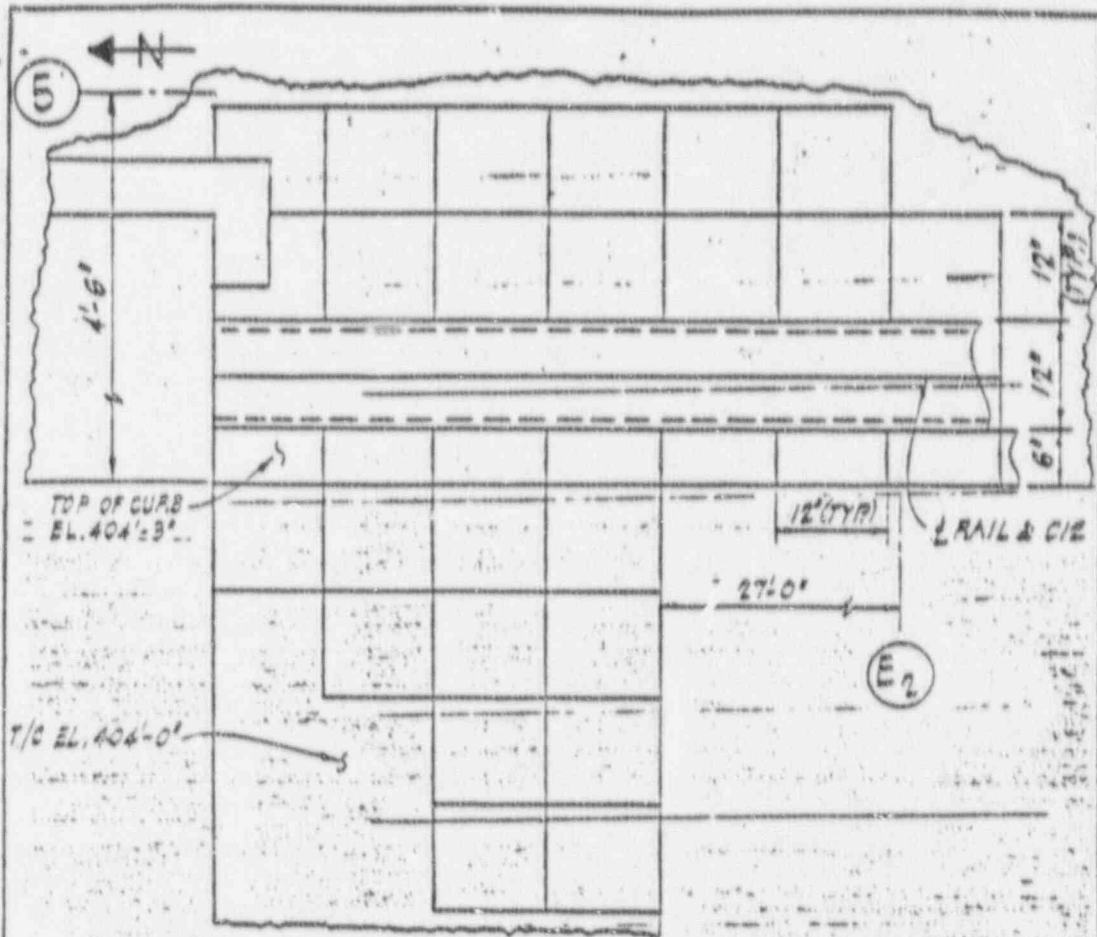 N
5
4'-6"
12"
(TYP.)
12"
6"
TOP OF CURB
EL. 404'-3"
12"(TYP.)
℄ RAIL & C12
27'-0"
E2
T/C EL. 404'-0"